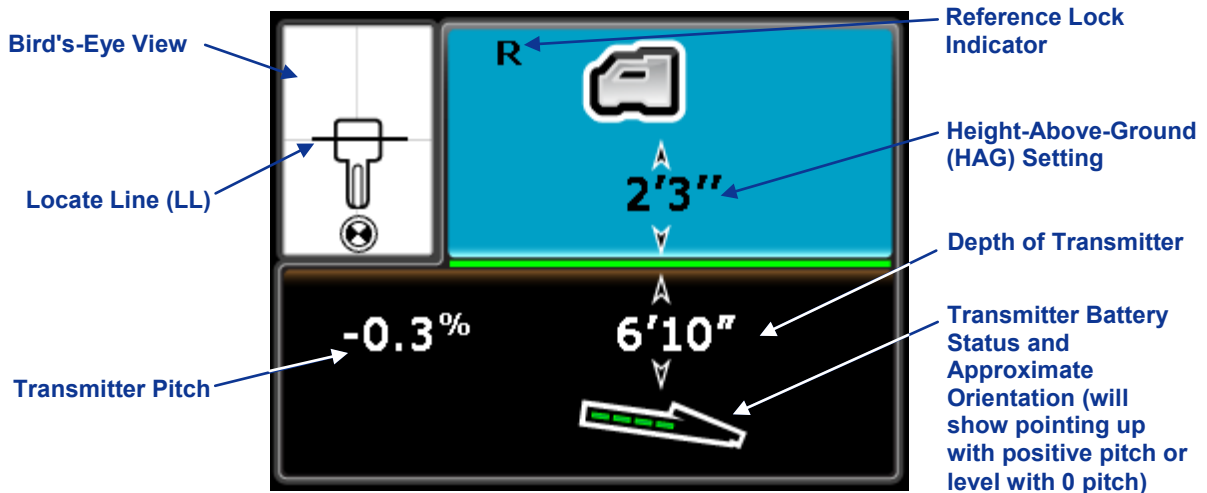 Bird's-Eye View
Locate Line (LL)
Transmitter Pitch
R
2'3"
-0.3%
6'10"
Reference Lock
Indicator
Height-Above-Ground
(HAG) Setting
Depth of Transmitter
Transmitter Battery
Status and
Approximate
Orientation (will
show pointing up
with positive pitch or
level with 0 pitch)